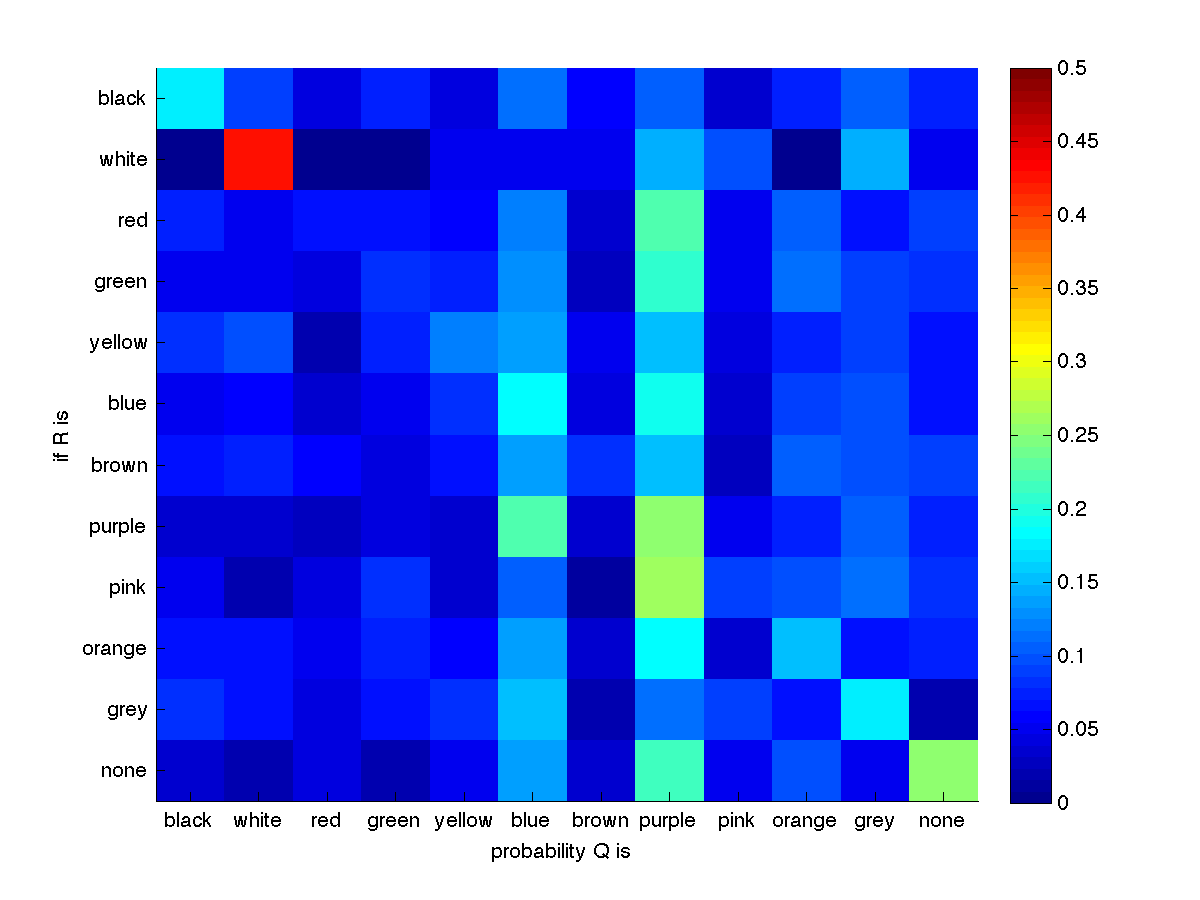 black
white
red
green
yellow
blue
brown
purple
pink
orange
grey
none
if R is
black white red green yellow blue brown purple pink orange grey none
probability Q is
0.5
0.45
0.4
0.35
0.3
0.25
0.2
0.15
0.1
0.05
0